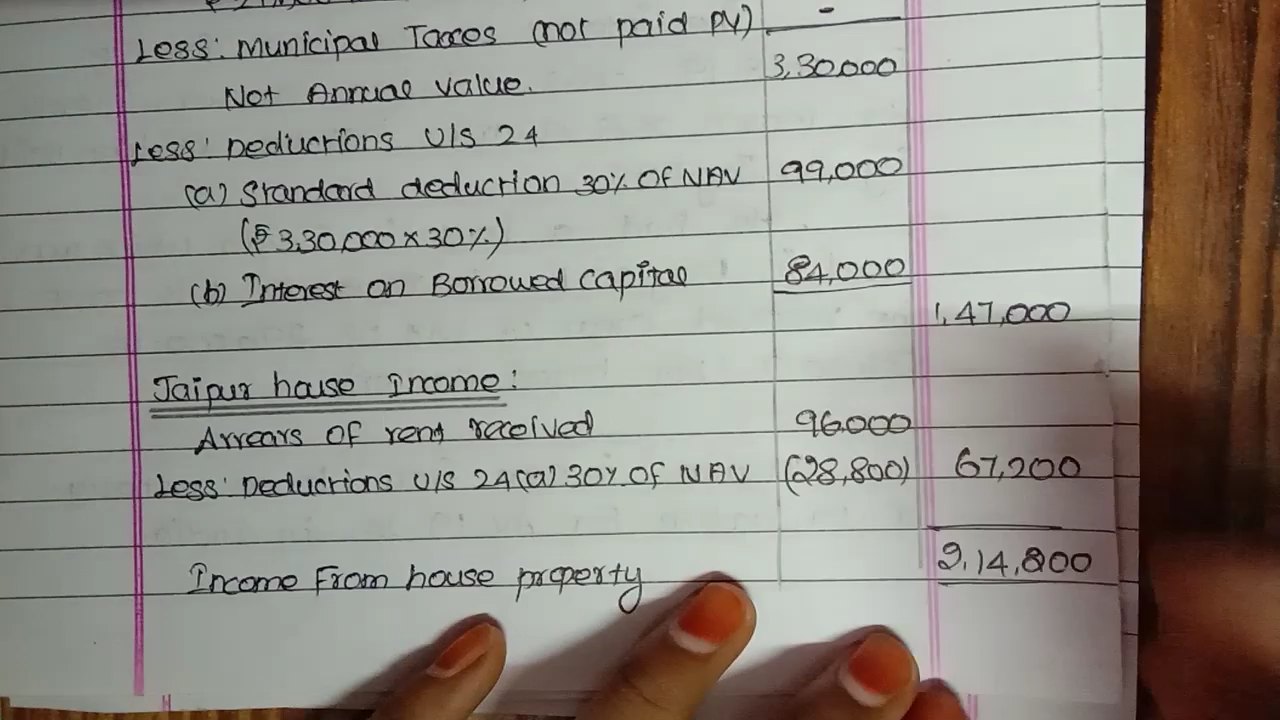 Less: Municipal Taxes (not paid PY) -
Net Annual value. 3,30,000
Less: Deductions U/S 24
(a) Standard deduction 30% OF NAV 99,000
(₹ 3,30,000 x 30%)
(b) Interest on Borrowed capital 84,000
1,47,000
Jaipur house Income:
Arrears of rent received 96,000
Less: Deductions U/S 24(a) 30% OF NAV (28,800) 67,200
Income From house property 2,14,200